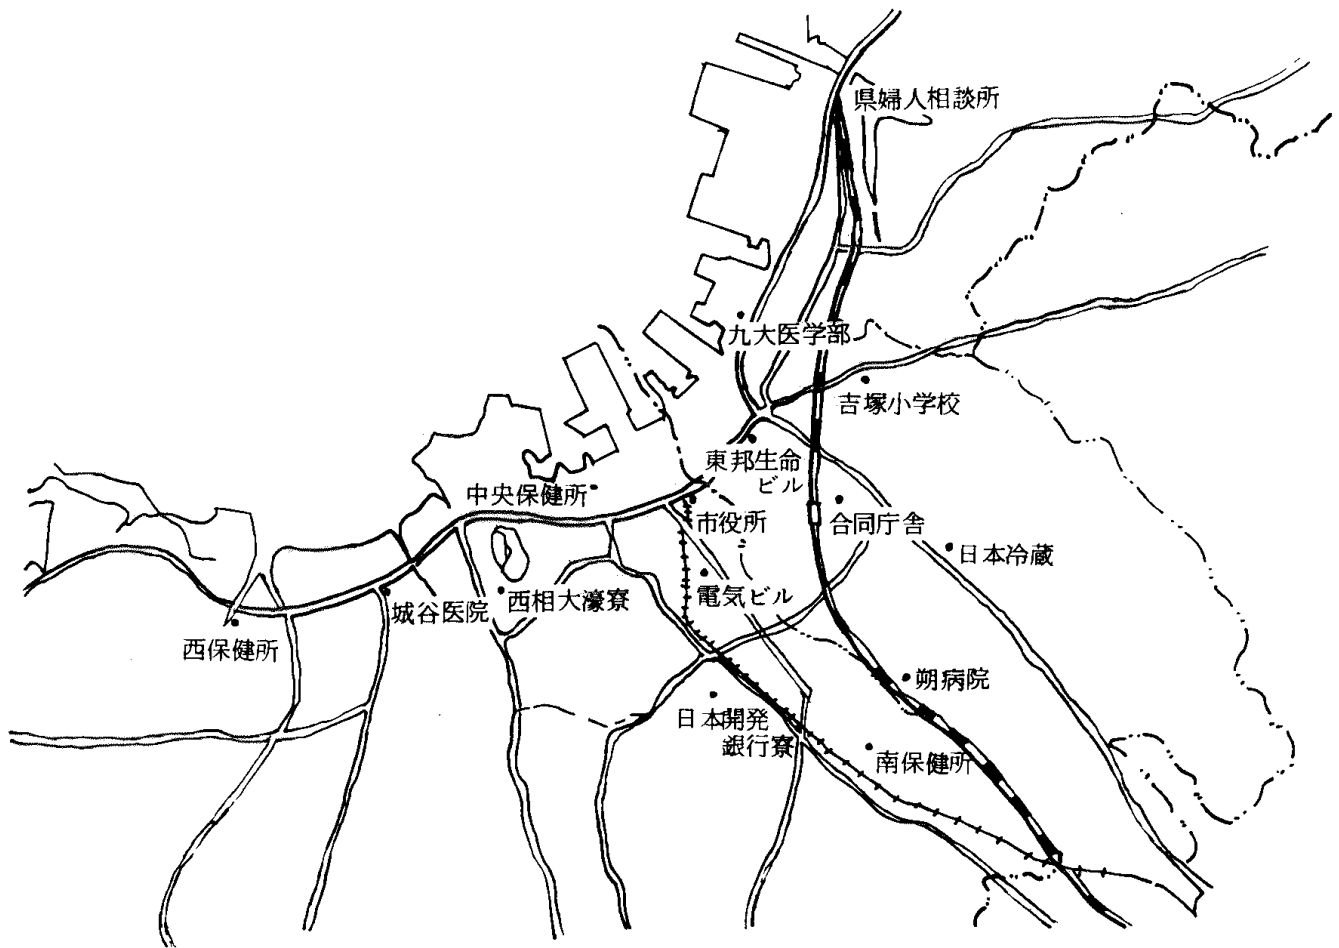 県婦人相談所
九大医学部
吉塚小学校
東邦生命
ビル
中央保健所
市役所
合同庁舎
日本冷蔵
電気ビル
西相大濠寮
城谷医院
西保健所
朔病院
日本開発
銀行寮
南保健所